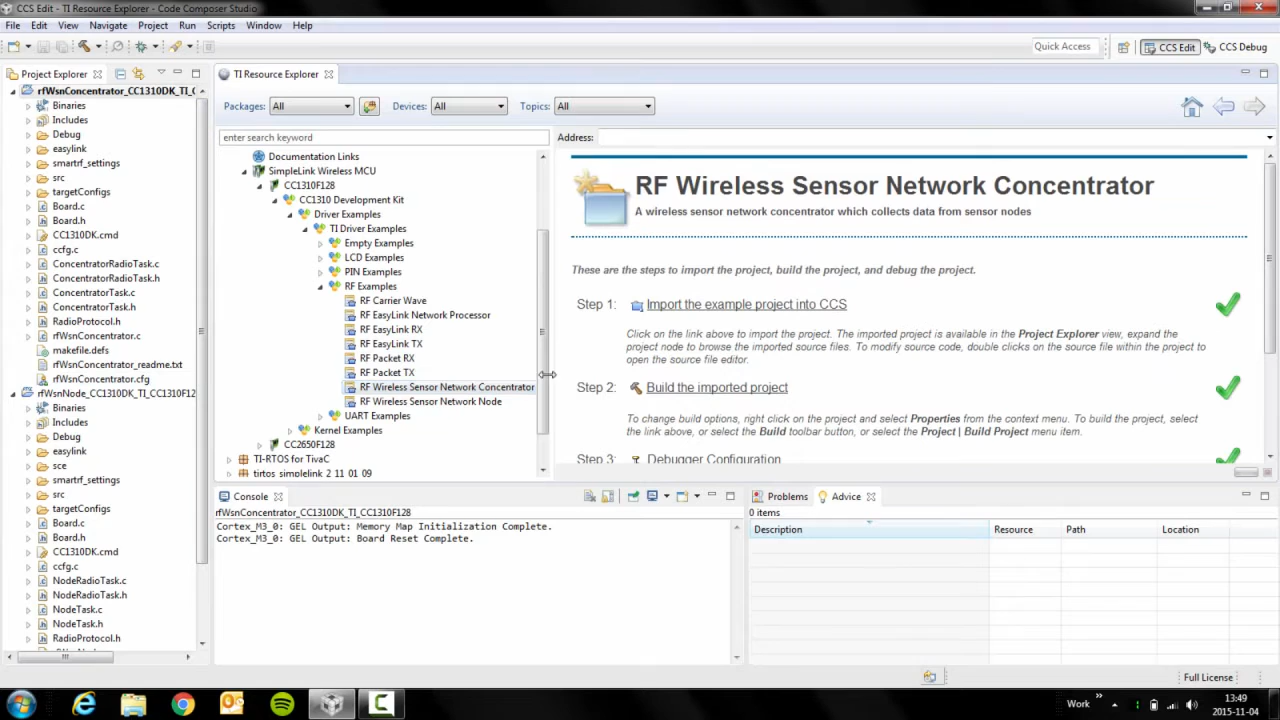 CCS Edit - TI Resource Explorer - Code Composer Studio
File Edit View Navigate Project Run Scripts Window Help
Quick Access CCS Edit CCS Debug
Project Explorer
rfWsnConcentrator_CC1310DK_TI_C
Binaries
Includes
Debug
easylink
smartrf_settings
src
targetConfigs
Board.c
Board.h
CC1310DK.cmd
ccfg.c
ConcentratorRadioTask.c
ConcentratorRadioTask.h
ConcentratorTask.c
ConcentratorTask.h
RadioProtocol.h
rfWsnConcentrator.c
makefile.defs
rfWsnConcentrator_readme.txt
rfWsnConcentrator.cfg
rfWsnNode_CC1310DK_TI_CC1310F12
Binaries
Includes
Debug
easylink
sce
smartrf_settings
src
targetConfigs
Board.c
Board.h
CC1310DK.cmd
ccfg.c
NodeRadioTask.c
NodeRadioTask.h
NodeTask.c
NodeTask.h
RadioProtocol.h
TI Resource Explorer
Packages: All Devices: All Topics: All
enter search keyword
Documentation Links
SimpleLink Wireless MCU
CC1310F128
CC1310 Development Kit
Driver Examples
TI Driver Examples
Empty Examples
LCD Examples
PIN Examples
RF Examples
RF Carrier Wave
RF EasyLink Network Processor
RF EasyLink RX
RF EasyLink TX
RF Packet RX
RF Packet TX
RF Wireless Sensor Network Concentrator
RF Wireless Sensor Network Node
UART Examples
Kernel Examples
CC2650F128
TI-RTOS for TivaC
tirtos simplelink 2 11 01 09
Address:
RF Wireless Sensor Network Concentrator
A wireless sensor network concentrator which collects data from sensor nodes
These are the steps to import the project, build the project, and debug the project.
Step 1: Import the example project into CCS
Click on the link above to import the project. The imported project is available in the Project Explorer view, expand the
project node to browse the imported source files. To modify source code, double clicks on the source file within the project to
open the source file editor.
Step 2: Build the imported project
To change build options, right click on the project and select Properties from the context menu. To build the project, select
the link above, or select the Build toolbar button, or select the Project | Build Project menu item.
Step 3: Debugger Configuration
Console
rfWsnConcentrator_CC1310DK_TI_CC1310F128
Cortex_M3_0: GEL Output: Memory Map Initialization Complete.
Cortex_M3_0: GEL Output: Board Reset Complete.
Problems Advice
0 items
Description Resource Path Location
Full License
Work
13:49
2015-11-04